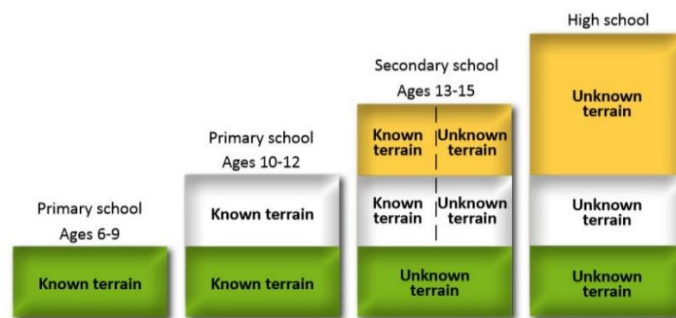 Primary school
Ages 6-9
Known terrain
Primary school
Ages 10-12
Known terrain
Known terrain
Secondary school
Ages 13-15
Known
terrain
Unknown
terrain
Known
terrain
Unknown
terrain
Unknown
terrain
High school
Unknown
terrain
Unknown
terrain
Unknown
terrain